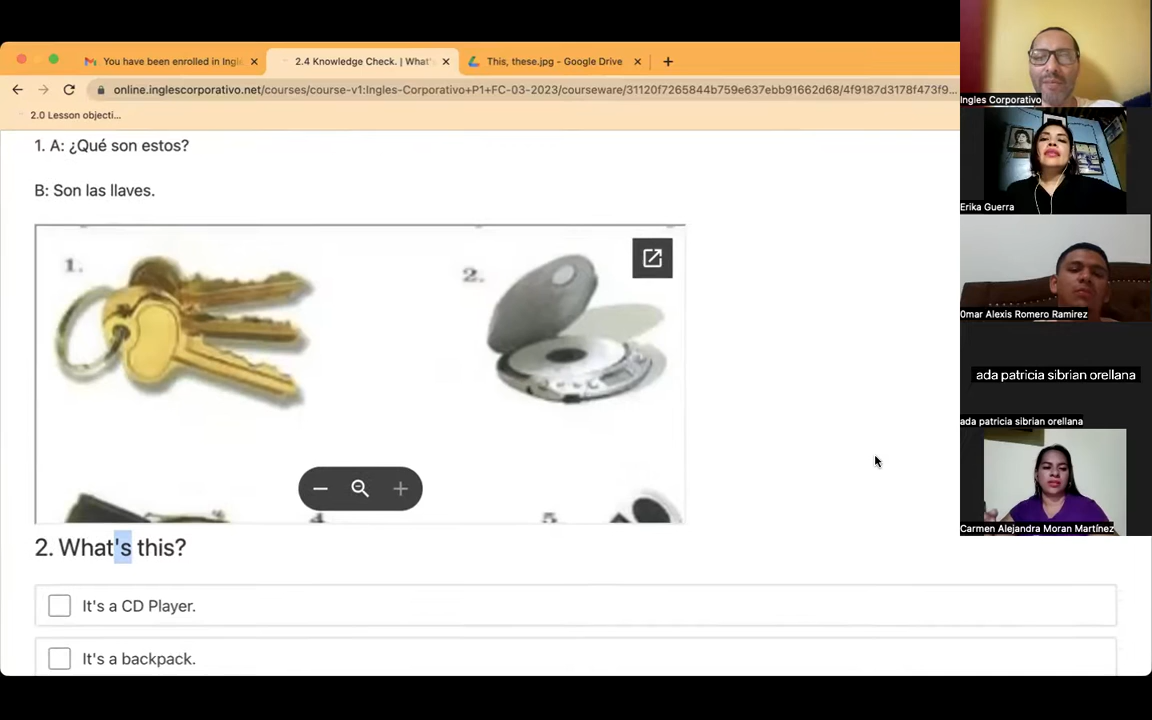 You have been enrolled in Ingl
2.4 Knowledge Check. | What'
This, these.jpg - Google Drive
online.inglescorporativo.net/courses/course-v1:Ingles-Corporativo+P1+FC-03-2023/courseware/31120f7265844b759e637ebb91662d68/4f9187d3178f473f9...
2.0 Lesson objecti...
1. A: ¿Qué son estos?
B: Son las llaves.
1.
2.
2. What's this?
It's a CD Player.
It's a backpack.
Ingles Corporativo
Erika Guerra
0mar Alexis Romero Ramirez
ada patricia sibrian orellana
ada patricia sibrian orellana
Carmen Alejandra Moran Martínez